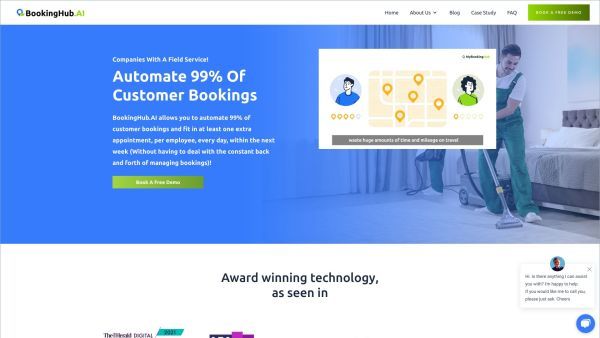 BookingHub.AI
Home
About Us
Blog
Case Study
FAQ
BOOK A FREE DEMO
Companies With A Field Service!
Automate 99% Of
Customer Bookings
BookingHub.AI allows you to automate 99% of
customer bookings and fit in at least one extra
appointment, per employee, every day, within the next
week (Without having to deal with the constant back
and forth of managing bookings)!
Book A Free Demo
MyBookingHub
waste huge amounts of time and mileage on travel
Award winning technology,
as seen in
Hi. Is there anything I can assist
you with? I'm happy to help.
If you would like me to call you,
please just ask. Cheers
The Herald DIGITAL
2021